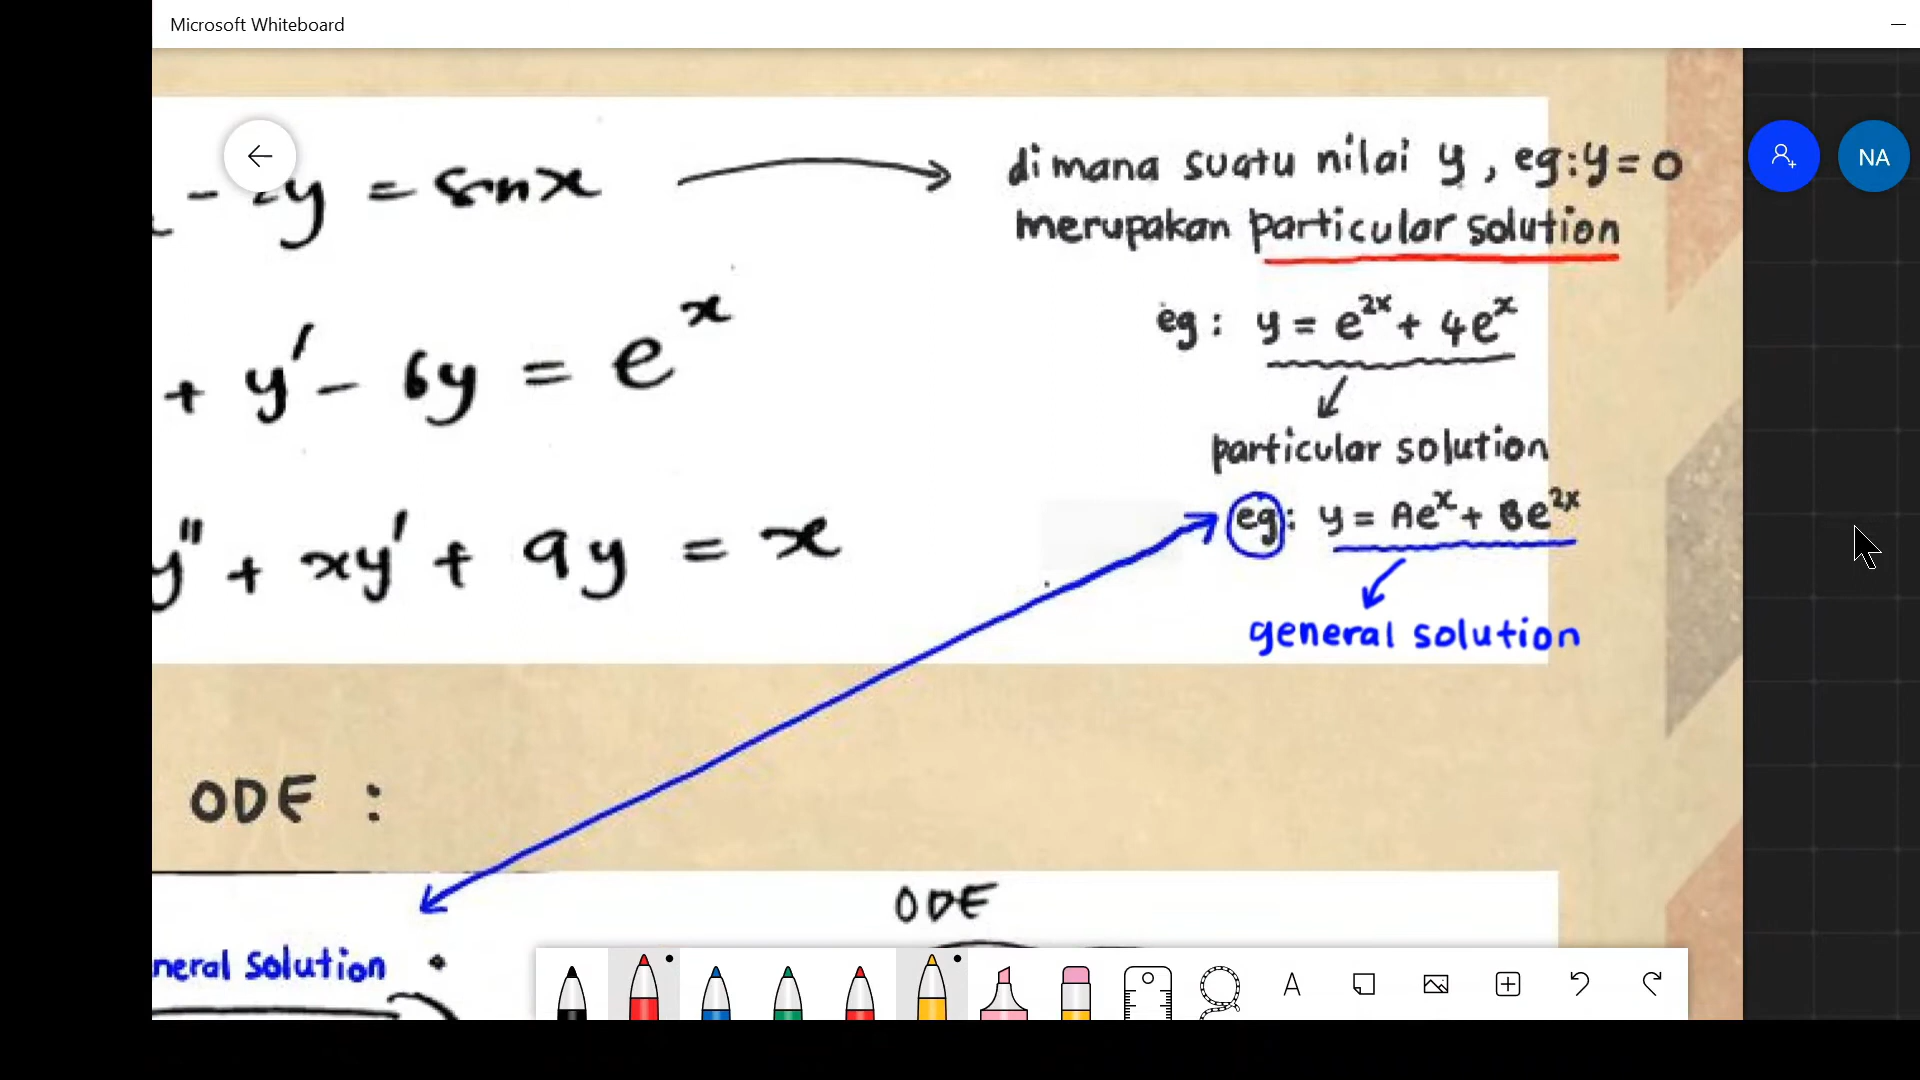 Microsoft Whiteboard
- y = sin x
dimana suatu nilai y, eg: y = 0
merupakan particular solution
+ y' - 6y = e^x
eg: y = e^2x + 4e^x
particular solution
y'' + xy' + 9y = x
eg: y = Ae^x + Be^2x
general solution
ODE :
ODE
neral solution
NA
A